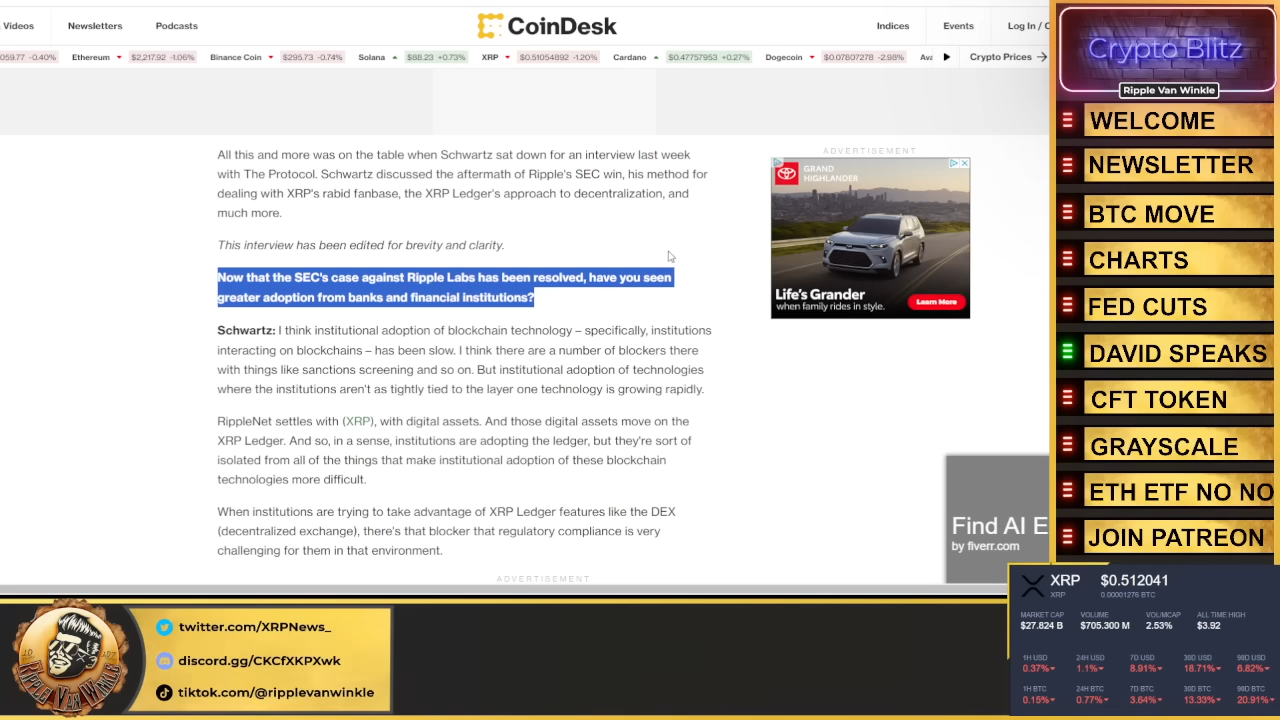 Videos
Newsletters
Podcasts
CoinDesk
Indices
Events
Log In / C
059.77 -0.40%
Ethereum $2,217.92 -1.06%
Binance Coin $295.73 -0.74%
Solana $88.23 +0.73%
XRP $0.51054892 -1.20%
Cardano $0.47757953 +0.27%
Dogecoin $0.07807278 -2.98%
Ava
Crypto Prices
All this and more was on the table when Schwartz sat down for an interview last week
with The Protocol. Schwartz discussed the aftermath of Ripple's SEC win, his method for
dealing with XRP's rabid fanbase, the XRP Ledger's approach to decentralization, and
much more.
This interview has been edited for brevity and clarity.
Now that the SEC's case against Ripple Labs has been resolved, have you seen
greater adoption from banks and financial institutions?
Schwartz: I think institutional adoption of blockchain technology – specifically, institutions
interacting on blockchains – has been slow. I think there are a number of blockers there
with things like sanctions screening and so on. But institutional adoption of technologies
where the institutions aren't as tightly tied to the layer one technology is growing rapidly.
RippleNet settles with (XRP), with digital assets. And those digital assets move on the
XRP Ledger. And so, in a sense, institutions are adopting the ledger, but they're sort of
isolated from all of the things that make institutional adoption of these blockchain
technologies more difficult.
When institutions are trying to take advantage of XRP Ledger features like the DEX
(decentralized exchange), there's that blocker that regulatory compliance is very
challenging for them in that environment.
ADVERTISEMENT
ADVERTISEMENT
GRAND
HIGHLANDER
Life's Grander
when family rides in style.
Learn More
Find AI E
by fiverr.com
Crypto Blitz
Ripple Van Winkle
WELCOME
NEWSLETTER
BTC MOVE
CHARTS
FED CUTS
DAVID SPEAKS
CFT TOKEN
GRAYSCALE
ETH ETF NO NO
JOIN PATREON
XRP $0.512041
XRP 0.00001276 BTC
MARKET CAP VOLUME VOL/MCAP ALL TIME HIGH
$27.824 B $705.300 M 2.53% $3.92
1H USD 24H USD 7D USD 30D USD 90D USD
0.37% 1.1% 8.91% 18.71% 6.82%
1H BTC 24H BTC 7D BTC 30D BTC 90D BTC
0.15% 0.77% 3.64% 13.33% 20.91%
RIPPLE VAN WINKLE
twitter.com/XRPNews_
discord.gg/CKCfXKPXwk
tiktok.com/@ripplevanwinkle